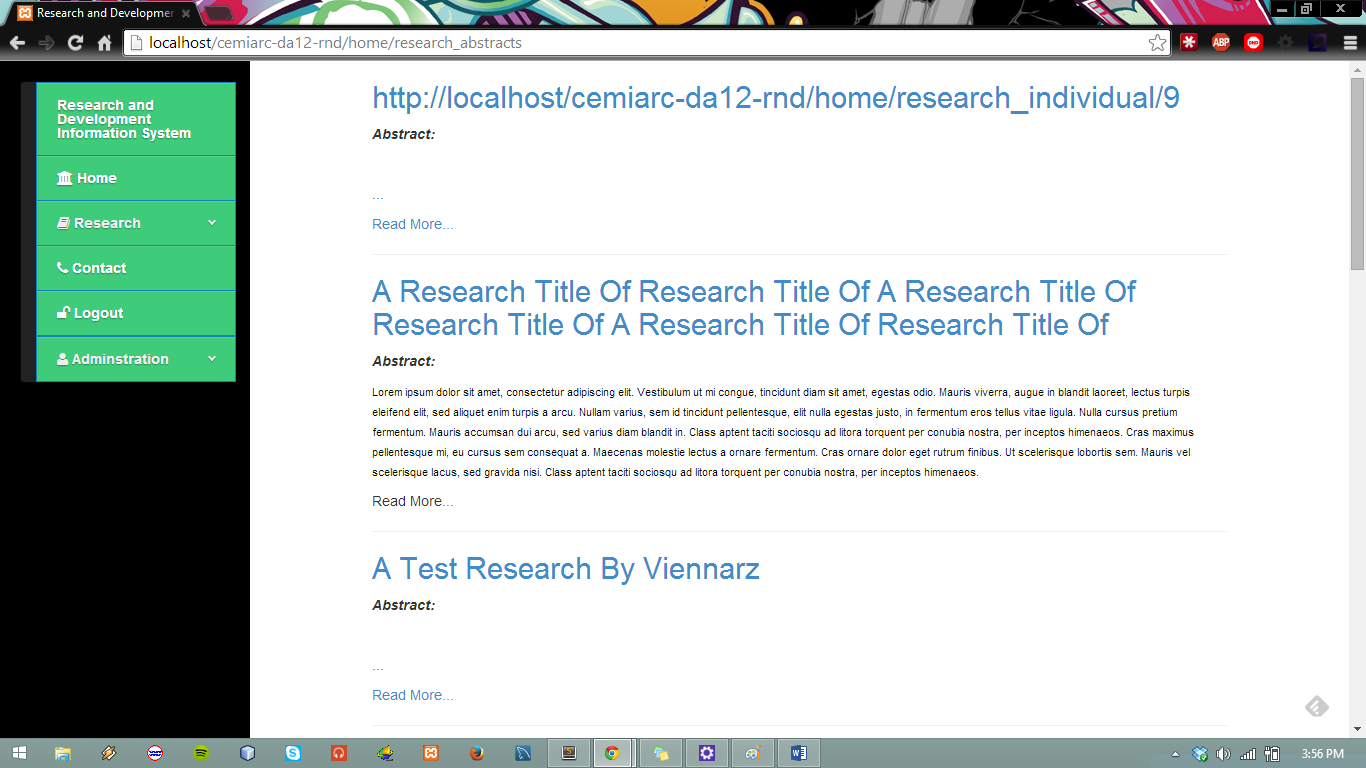 Research and Developmer
localhost/cemiarc-da12-rnd/home/research_abstracts
ABP
Research and
Development
Information System
Home
Research
Contact
Logout
Adminstration
http://localhost/cemiarc-da12-rnd/home/research_individual/9
Abstract:
...
Read More...
A Research Title Of Research Title Of A Research Title Of
Research Title Of A Research Title Of Research Title Of
Abstract:
Lorem ipsum dolor sit amet, consectetur adipiscing elit. Vestibulum ut mi congue, tincidunt diam sit amet, egestas odio. Mauris viverra, augue in blandit laoreet, lectus turpis
eleifend elit, sed aliquet enim turpis a arcu. Nullam varius, sem id tincidunt pellentesque, elit nulla egestas justo, in fermentum eros tellus vitae ligula. Nulla cursus pretium
fermentum. Mauris accumsan dui arcu, sed varius diam blandit in. Class aptent taciti sociosqu ad litora torquent per conubia nostra, per inceptos himenaeos. Cras maximus
pellentesque mi, eu cursus sem consequat a. Maecenas molestie lectus a ornare fermentum. Cras ornare dolor eget rutrum finibus. Ut scelerisque lobortis sem. Mauris vel
scelerisque lacus, sed gravida nisi. Class aptent taciti sociosqu ad litora torquent per conubia nostra, per inceptos himenaeos.
Read More...
A Test Research By Viennarz
Abstract:
...
Read More...
3:56 PM